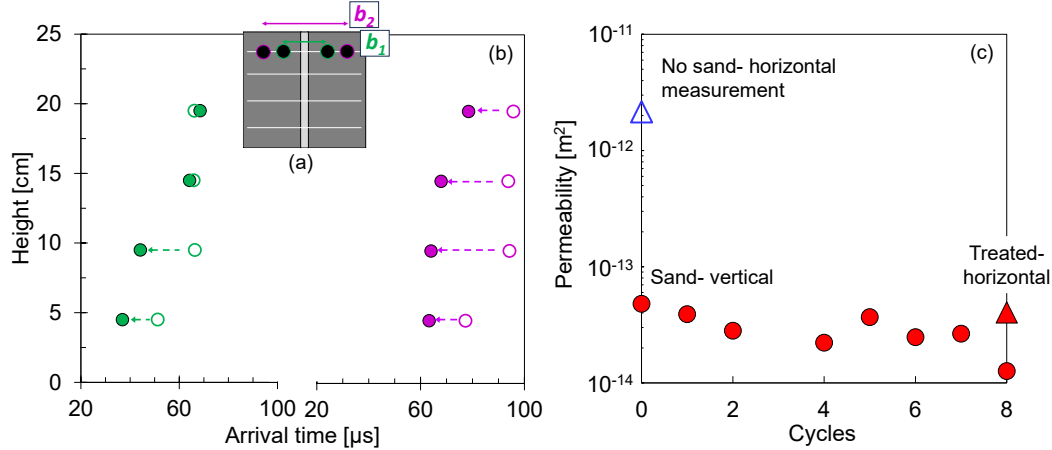 b₂
b₁
(a)
(b)
25
20
15
10
5
0
Height [cm]
20
60
100
20
60
100
Arrival time [µs]
(c)
10⁻¹¹
10⁻¹²
10⁻¹³
10⁻¹⁴
Permeability [m²]
No sand- horizontal
measurement
Sand- vertical
Treated-
horizontal
0
2
4
6
8
Cycles